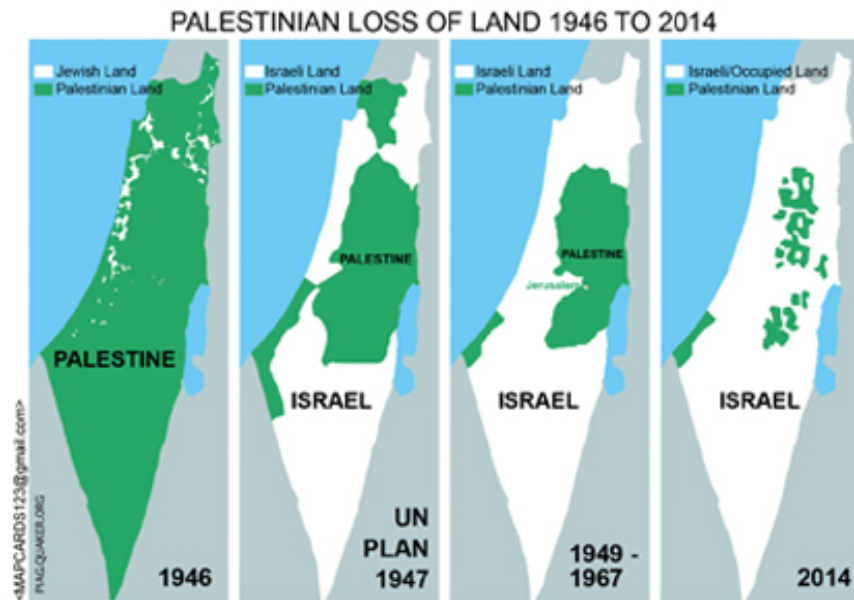 PALESTINIAN LOSS OF LAND 1946 TO 2014
Jewish Land
Palestinian Land
PALESTINE
1946
Israeli Land
Palestinian Land
PALESTINE
ISRAEL
UN
PLAN
1947
Israeli Land
Palestinian Land
PALESTINE
Jerusalem
ISRAEL
1949 -
1967
Israeli/Occupied Land
Palestinian Land
ISRAEL
2014
<MAPCARDS123@gmail.com>
PIAG.QUAKER.ORG